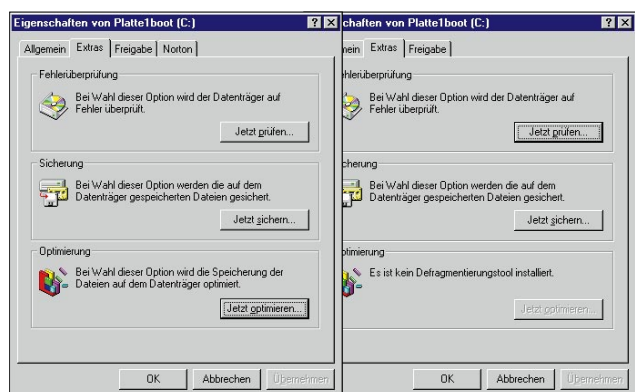 Eigenschaften von Platte1boot (C:)
Allgemein Extras Freigabe Norton
Fehlerüberprüfung
Bei Wahl dieser Option wird der Datenträger auf
Fehler überprüft.
Jetzt prüfen...
Sicherung
Bei Wahl dieser Option werden die auf dem
Datenträger gespeicherten Dateien gesichert.
Jetzt sichern...
Optimierung
Bei Wahl dieser Option wird die Speicherung der
Dateien auf dem Datenträger optimiert.
Jetzt optimieren...
OK Abbrechen Übernehmen
chaften von Platte1boot (C:)
mein Extras Freigabe
ehlerüberprüfung
Bei Wahl dieser Option wird der Datenträger auf
Fehler überprüft.
Jetzt prüfen...
cherung
Bei Wahl dieser Option werden die auf dem
Datenträger gespeicherten Dateien gesichert.
Jetzt sichern...
ptimierung
Es ist kein Defragmentierungstool installiert.
Jetzt optimieren...
OK Abbrechen Übernehmen